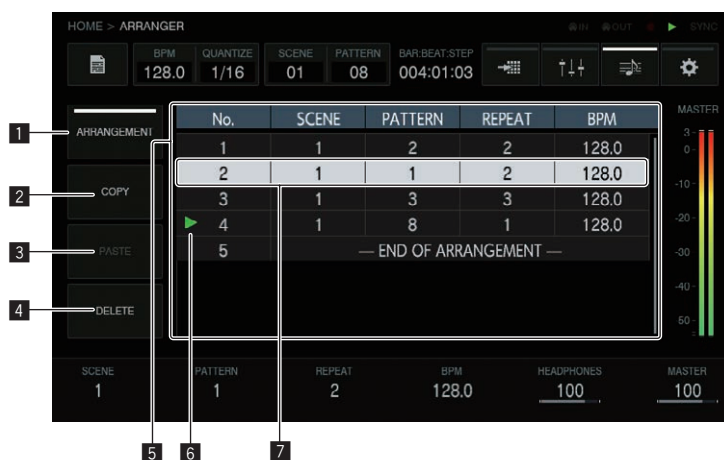 HOME > ARRANGER
IN OUT SYNC
BPM QUANTIZE SCENE PATTERN BAR:BEAT:STEP
128.0 1/16 01 08 004:01:03
MASTER
ARRANGEMENT
COPY
PASTE
DELETE
No. SCENE PATTERN REPEAT BPM
1 1 2 2 128.0
2 1 1 2 128.0
3 1 3 3 128.0
4 1 8 1 128.0
5 — END OF ARRANGEMENT —
3
0
-10
-20
-30
-40
60
SCENE PATTERN REPEAT BPM HEADPHONES MASTER
1 1 2 128.0 100 100
1
2
3
4
5 6 7